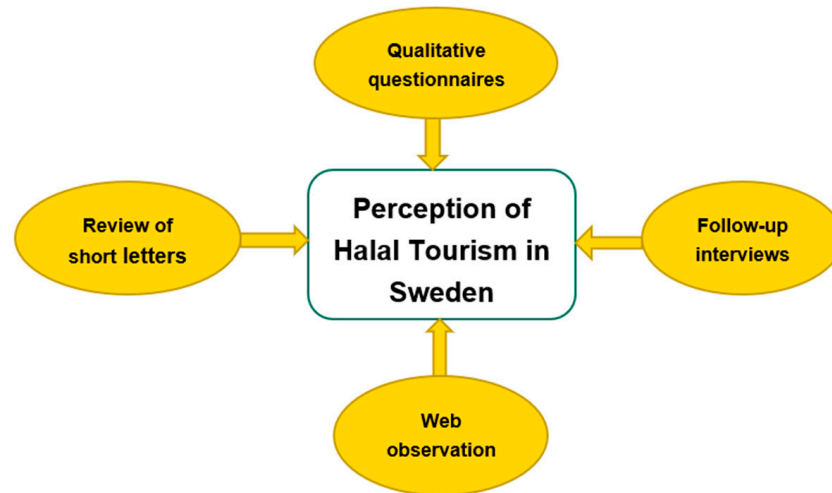 Qualitative
questionnaires
Review of
short letters
Perception of
Halal Tourism in
Sweden
Follow-up
interviews
Web
observation